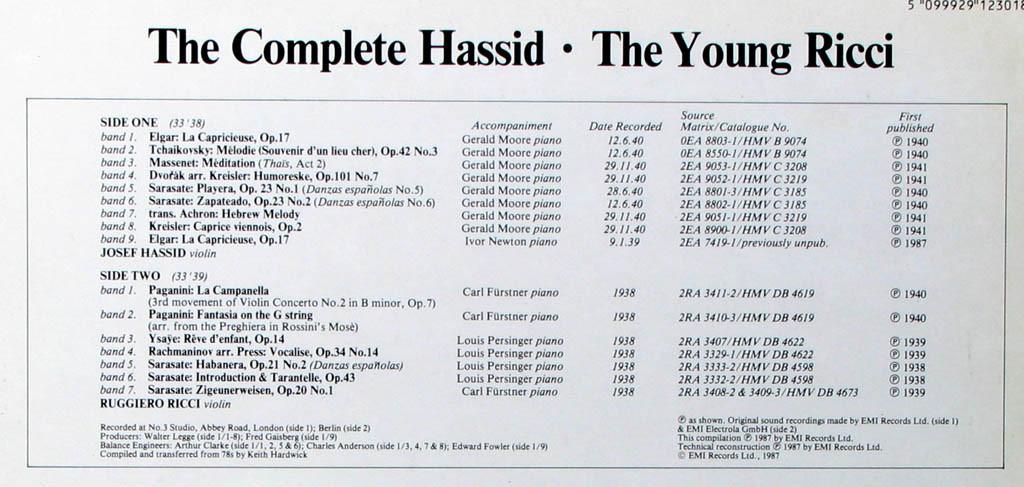 5 "099929"123018
The Complete Hassid · The Young Ricci
SIDE ONE (33'38) Accompaniment Date Recorded Source Matrix/Catalogue No. First published
band 1. Elgar: La Capricieuse, Op.17 Gerald Moore piano 12.6.40 0EA 8803-1/HMV B 9074 ℗ 1940
band 2. Tchaikovsky: Mélodie (Souvenir d'un lieu cher), Op.42 No.3 Gerald Moore piano 12.6.40 0EA 8550-1/HMV B 9074 ℗ 1940
band 3. Massenet: Méditation (Thaïs, Act 2) Gerald Moore piano 29.11.40 2EA 9053-1/HMV C 3208 ℗ 1941
band 4. Dvořák arr. Kreisler: Humoreske, Op.101 No.7 Gerald Moore piano 29.11.40 2EA 9052-1/HMV C 3219 ℗ 1941
band 5. Sarasate: Playera, Op. 23 No.1 (Danzas españolas No.5) Gerald Moore piano 28.6.40 2EA 8801-3/HMV C 3185 ℗ 1940
band 6. Sarasate: Zapateado, Op.23 No.2 (Danzas españolas No.6) Gerald Moore piano 12.6.40 2EA 8802-1/HMV C 3185 ℗ 1940
band 7. trans. Achron: Hebrew Melody Gerald Moore piano 29.11.40 2EA 9051-1/HMV C 3219 ℗ 1941
band 8. Kreisler: Caprice viennois, Op.2 Gerald Moore piano 29.11.40 2EA 8900-1/HMV C 3208 ℗ 1941
band 9. Elgar: La Capricieuse, Op.17 Ivor Newton piano 9.1.39 2EA 7419-1/previously unpub. ℗ 1987
JOSEF HASSID violin
SIDE TWO (33'39)
band 1. Paganini: La Campanella Carl Fürstner piano 1938 2RA 3411-2/HMV DB 4619 ℗ 1940
(3rd movement of Violin Concerto No.2 in B minor, Op.7)
band 2. Paganini: Fantasia on the G string Carl Fürstner piano 1938 2RA 3410-3/HMV DB 4619 ℗ 1940
(arr. from the Preghiera in Rossini's Mosè)
band 3. Ysaÿe: Rêve d'enfant, Op.14 Louis Persinger piano 1938 2RA 3407/HMV DB 4622 ℗ 1939
band 4. Rachmaninov arr. Press: Vocalise, Op.34 No.14 Louis Persinger piano 1938 2RA 3329-1/HMV DB 4622 ℗ 1939
band 5. Sarasate: Habanera, Op.21 No.2 (Danzas españolas) Louis Persinger piano 1938 2RA 3333-2/HMV DB 4598 ℗ 1938
band 6. Sarasate: Introduction & Tarantelle, Op.43 Louis Persinger piano 1938 2RA 3332-2/HMV DB 4598 ℗ 1938
band 7. Sarasate: Zigeunerweisen, Op.20 No.1 Carl Fürstner piano 1938 2RA 3408-2 & 3409-3/HMV DB 4673 ℗ 1939
RUGGIERO RICCI violin
Recorded at No.3 Studio, Abbey Road, London (side 1); Berlin (side 2)
Producers: Walter Legge (side 1/1-8); Fred Gaisberg (side 1/9)
Balance Engineers: Arthur Clarke (side 1/1, 2, 5 & 6); Charles Anderson (side 1/3, 4, 7 & 8); Edward Fowler (side 1/9)
Compiled and transferred from 78s by Keith Hardwick
℗ as shown. Original sound recordings made by EMI Records Ltd. (side 1)
& EMI Electrola GmbH (side 2)
This compilation ℗ 1987 by EMI Records Ltd.
Technical reconstruction ℗ 1987 by EMI Records Ltd.
© EMI Records Ltd., 1987